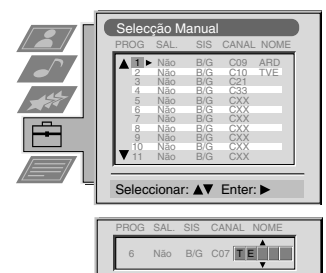 Selecção Manual
PROG SAL. SIS CANAL NOME
1 Não B/G C09 ARD
2 Não B/G C10 TVE
3 Não B/G C21
4 Não B/G C33
5 Não B/G CXX
6 Não B/G CXX
7 Não B/G CXX
8 Não B/G CXX
9 Não B/G CXX
10 Não B/G CXX
11 Não B/G CXX
Seleccionar: ▲▼ Enter: ►
PROG SAL. SIS CANAL NOME
6 Não B/G C07 T E